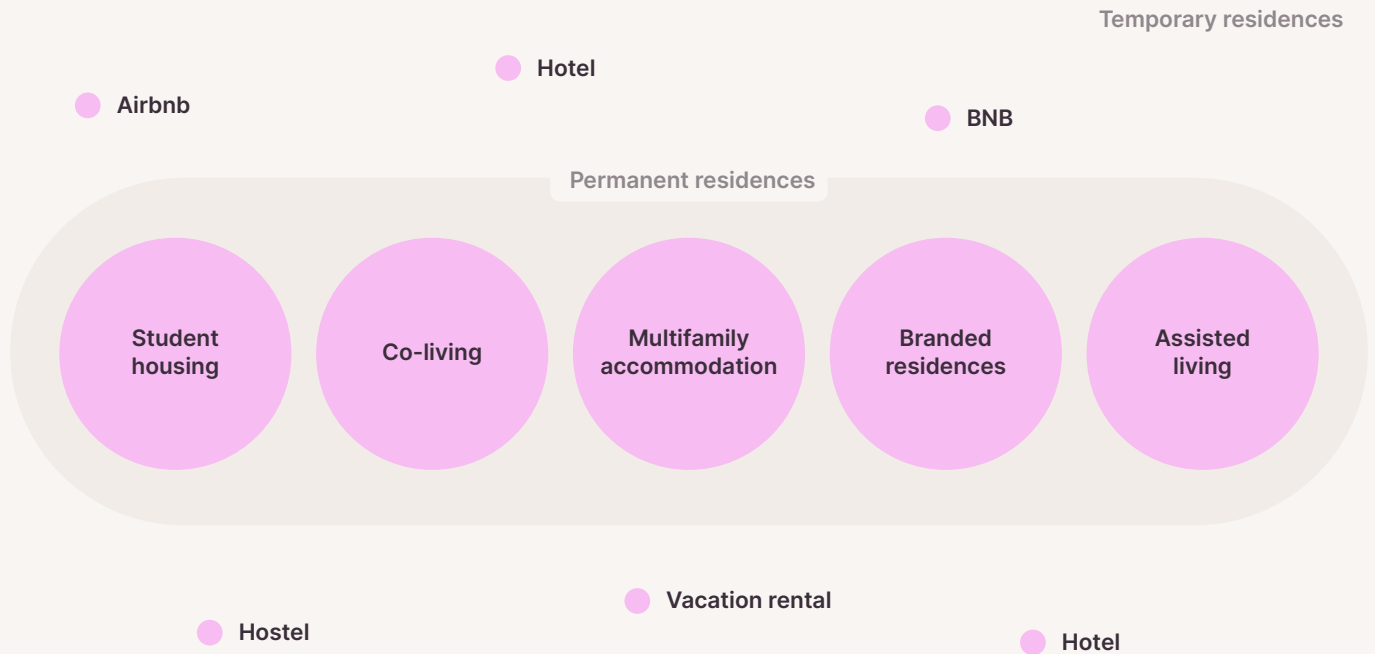 Temporary residences
Hotel
Airbnb
BNB
Permanent residences
Student
housing
Co-living
Multifamily
accommodation
Branded
residences
Assisted
living
Vacation rental
Hostel
Hotel